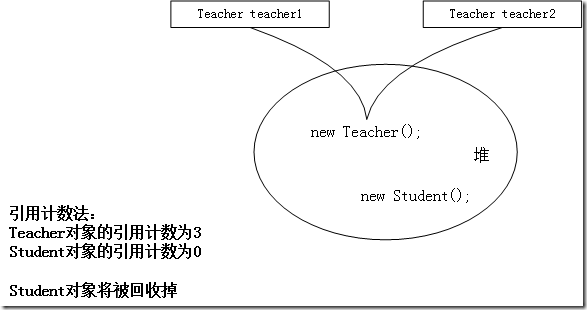 Teacher teacher1
Teacher teacher2
new Teacher();
堆
new Student();
引用计数法：
Teacher对象的引用计数为3
Student对象的引用计数为0
Student对象将被回收掉